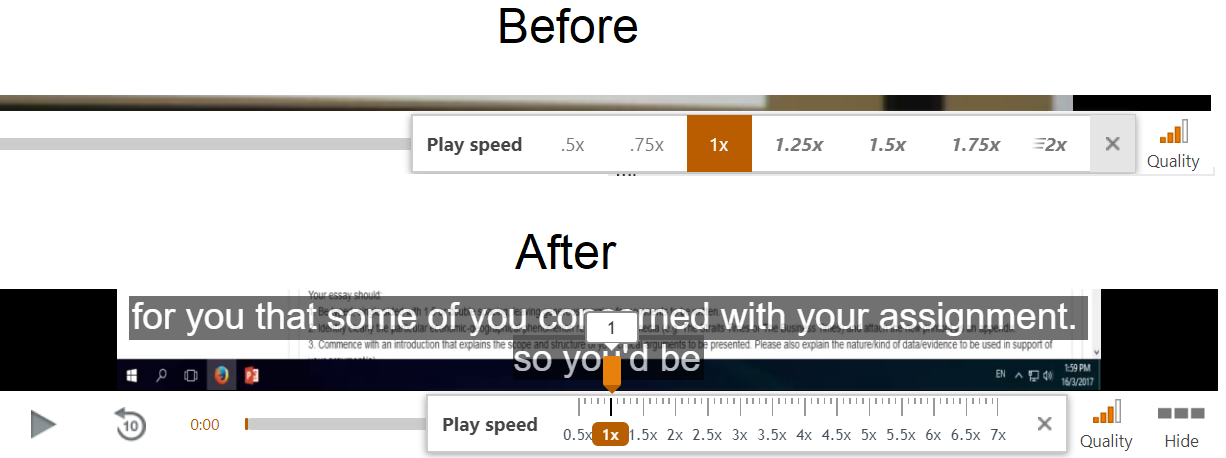 Before
Play speed .5x .75x 1x 1.25x 1.5x 1.75x 2x
Quality
After
Your essay should:
for you that some of you concerned with your assignment.
3. Commence with an introduction that explains the scope and structure of arguments to be presented. Please also explain the nature/kind of data/evidence to be used in support of
1
so you'd be
EN 1:59 PM
16/3/2017
10 0:00
Play speed 0.5x 1x 1.5x 2x 2.5x 3x 3.5x 4x 4.5x 5x 5.5x 6x 6.5x 7x
Quality Hide